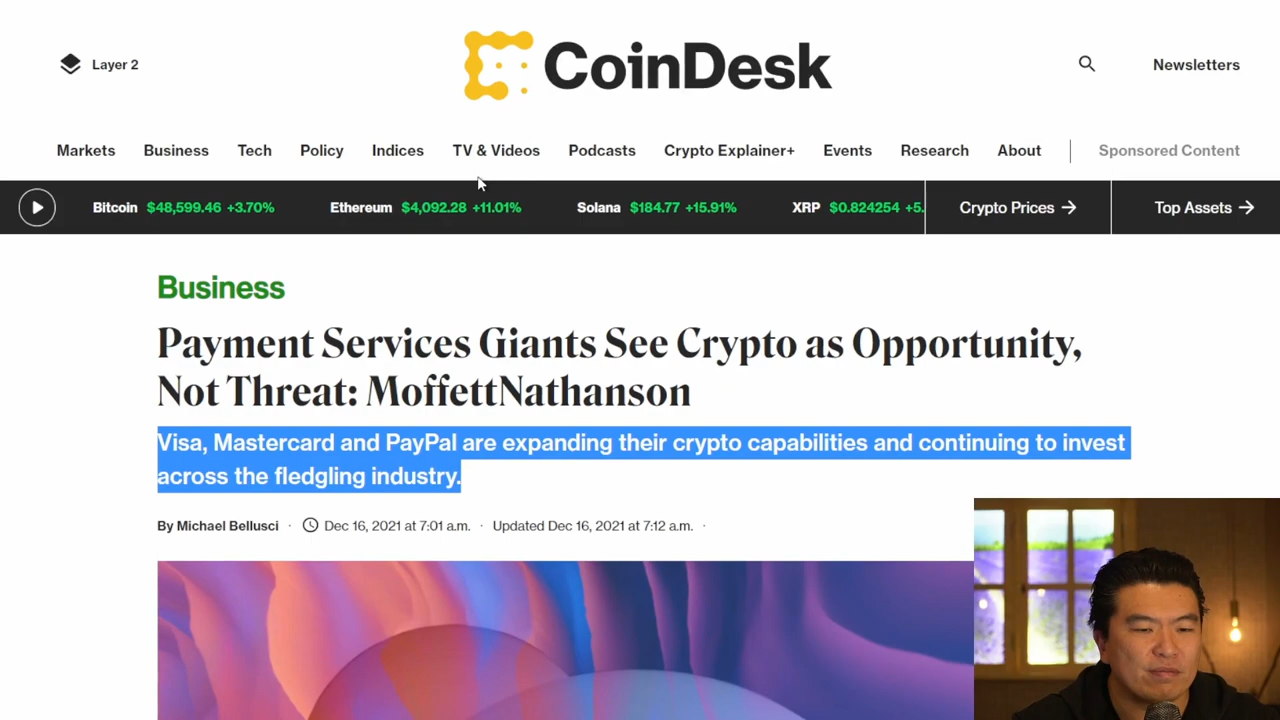 Layer 2
CoinDesk
Newsletters
Markets Business Tech Policy Indices TV & Videos Podcasts Crypto Explainer+ Events Research About Sponsored Content
Bitcoin $48,599.46 +3.70% Ethereum $4,092.28 +11.01% Solana $184.77 +15.91% XRP $0.824254 +5. Crypto Prices → Top Assets →
Business
Payment Services Giants See Crypto as Opportunity,
Not Threat: MoffettNathanson
Visa, Mastercard and PayPal are expanding their crypto capabilities and continuing to invest
across the fledgling industry.
By Michael Bellusci · Dec 16, 2021 at 7:01 a.m. · Updated Dec 16, 2021 at 7:12 a.m. ·